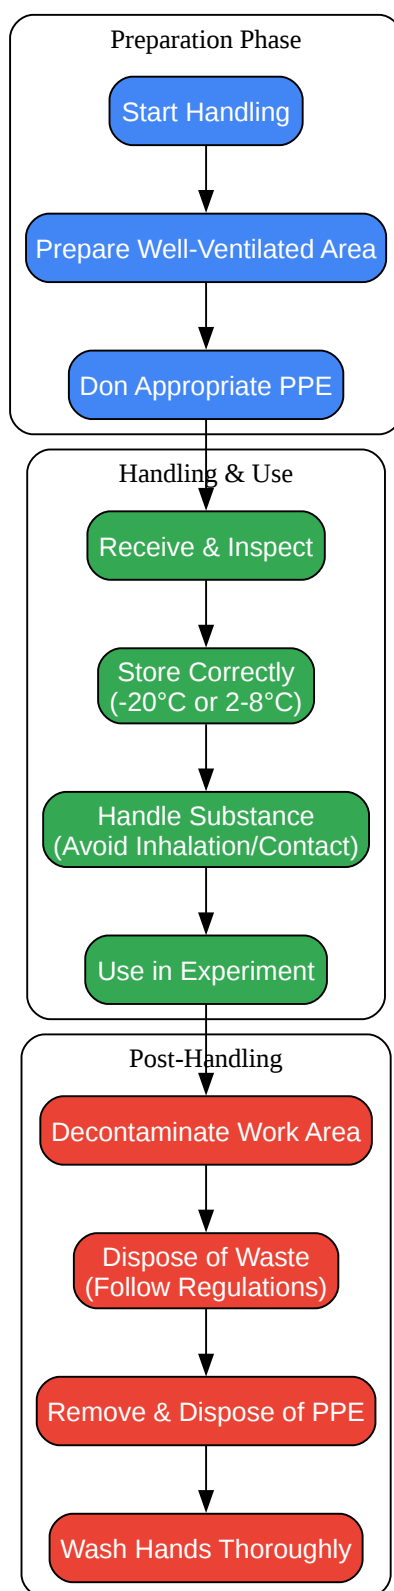 Preparation Phase
Start Handling
Prepare Well-Ventilated Area
Don Appropriate PPE
Handling & Use
Receive & Inspect
Store Correctly
(-20°C or 2-8°C)
Handle Substance
(Avoid Inhalation/Contact)
Use in Experiment
Post-Handling
Decontaminate Work Area
Dispose of Waste
(Follow Regulations)
Remove & Dispose of PPE
Wash Hands Thoroughly